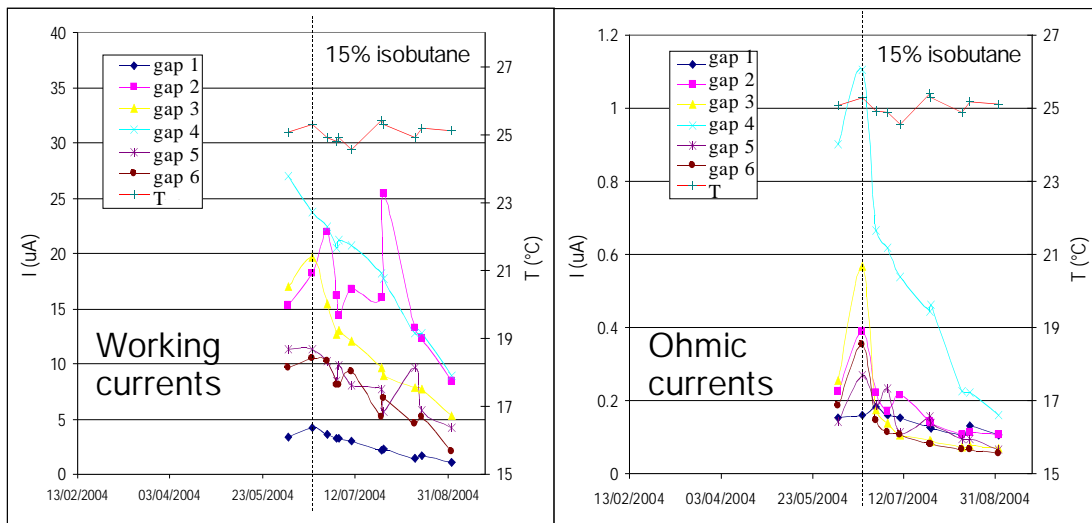 40
35
30
25
20
15
10
5
0
I (uA)
15% isobutane
gap 1
gap 2
gap 3
gap 4
gap 5
gap 6
T
Working
currents
27
25
23
21
19
17
15
T (°C)
13/02/2004 03/04/2004 23/05/2004 12/07/2004 31/08/2004
1.2
1
0.8
0.6
0.4
0.2
0
I (uA)
15% isobutane
gap 1
gap 2
gap 3
gap 4
gap 5
gap 6
T
Ohmic
currents
27
25
23
21
19
17
15
T (°C)
13/02/2004 03/04/2004 23/05/2004 12/07/2004 31/08/2004